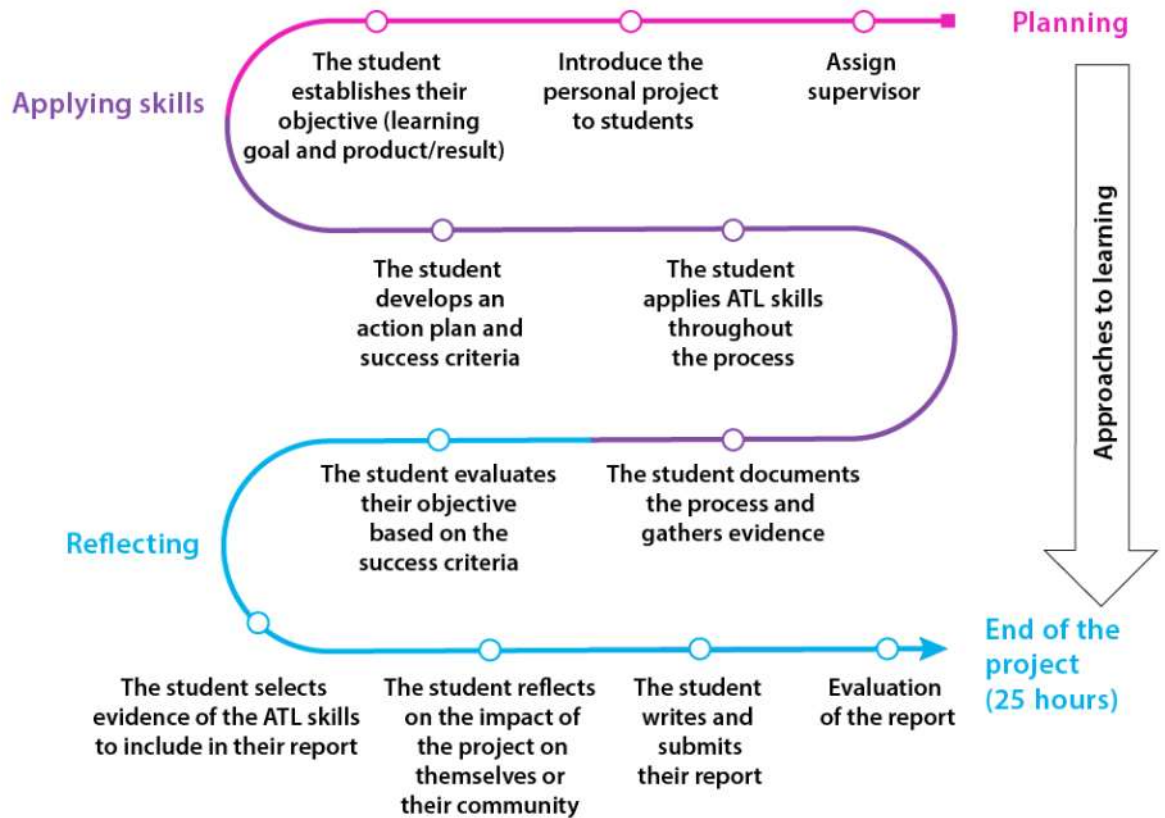 Planning
The student
establishes their
objective (learning
goal and product/result)
Introduce the
personal project
to students
Assign
supervisor
Applying skills
The student
develops an
action plan and
success criteria
The student
applies ATL skills
throughout
the process
Approaches to learning
The student evaluates
their objective
based on the
success criteria
The student documents
the process and
gathers evidence
Reflecting
The student selects
evidence of the ATL skills
to include in their report
The student reflects
on the impact of
the project on
themselves or
their community
The student
writes and
submits
their report
Evaluation
of the report
End of the
project
(25 hours)